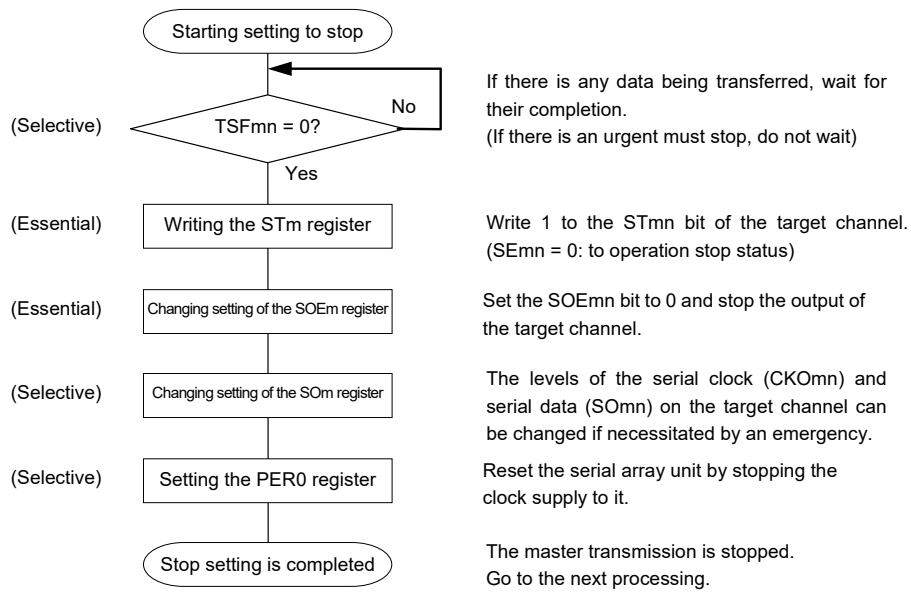 Starting setting to stop
If there is any data being transferred, wait for
their completion.
(If there is an urgent must stop, do not wait)
(Selective)
TSFmn = 0?
No
Yes
(Essential)
Writing the STm register
Write 1 to the STmn bit of the target channel.
(SEmn = 0: to operation stop status)
(Essential)
Changing setting of the SOEm register
Set the SOEmn bit to 0 and stop the output of
the target channel.
(Selective)
Changing setting of the SOm register
The levels of the serial clock (CKOmn) and
serial data (SOmn) on the target channel can
be changed if necessitated by an emergency.
(Selective)
Setting the PER0 register
Reset the serial array unit by stopping the
clock supply to it.
Stop setting is completed
The master transmission is stopped.
Go to the next processing.